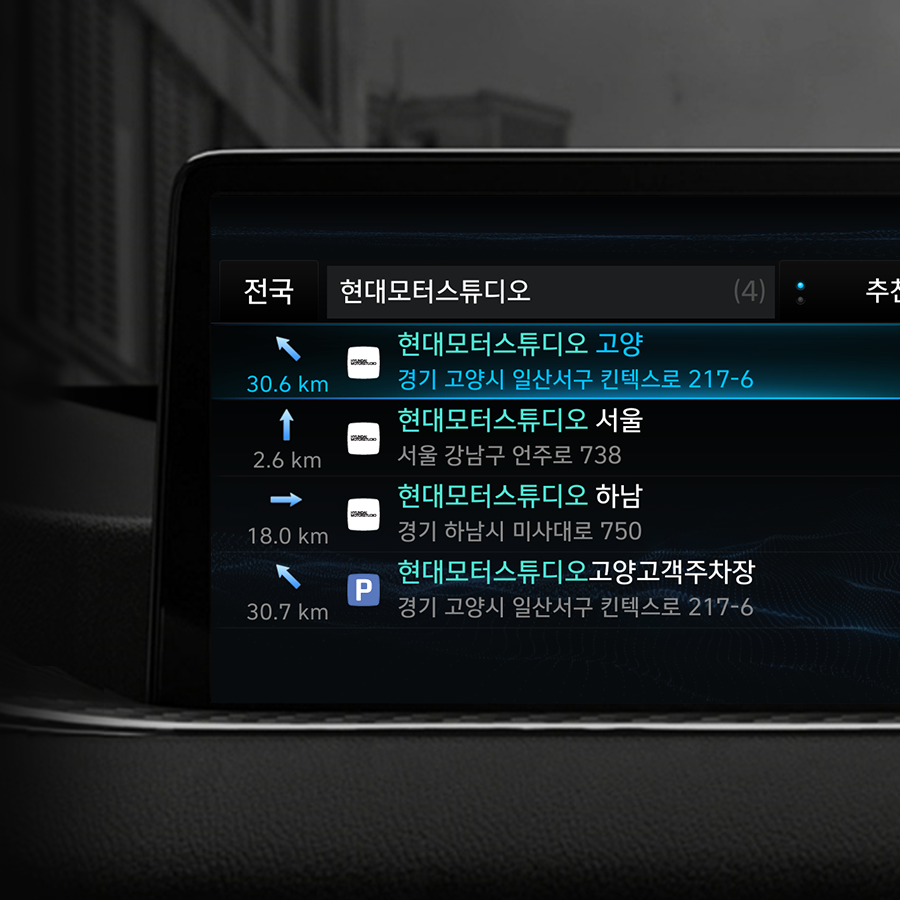 전국
현대모터스튜디오 (4)
현대모터스튜디오 고양
30.6 km
경기 고양시 일산서구 킨텍스로 217-6
현대모터스튜디오 서울
2.6 km
서울 강남구 언주로 738
현대모터스튜디오 하남
18.0 km
경기 하남시 미사대로 750
현대모터스튜디오고양고객주차장
P
30.7 km
경기 고양시 일산서구 킨텍스로 217-6